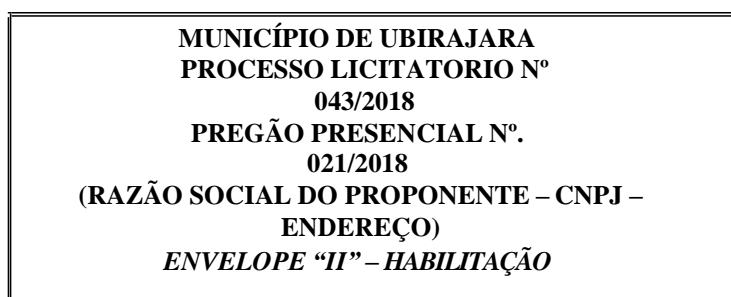 MUNICÍPIO DE UBIRAJARA
PROCESSO LICITATORIO Nº
043/2018
PREGÃO PRESENCIAL Nº.
021/2018
(RAZÃO SOCIAL DO PROPONENTE – CNPJ –
ENDEREÇO)
ENVELOPE “II” – HABILITAÇÃO